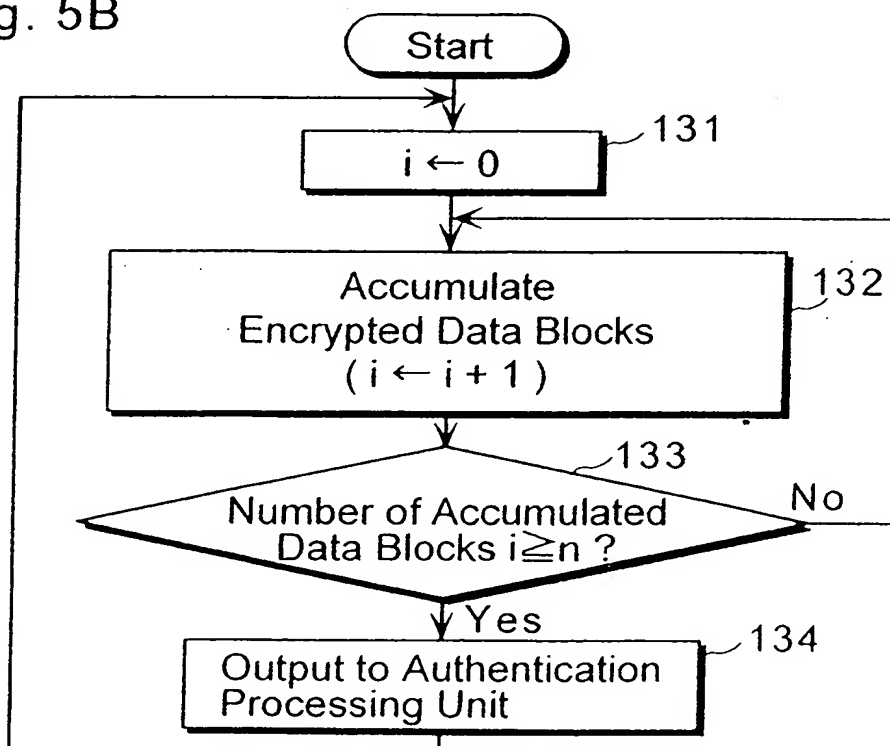 g. 5B
Start
131
i ← 0
132
Accumulate
Encrypted Data Blocks
( i ← i + 1 )
133
Number of Accumulated
Data Blocks i≧n ?
No
Yes
134
Output to Authentication
Processing Unit